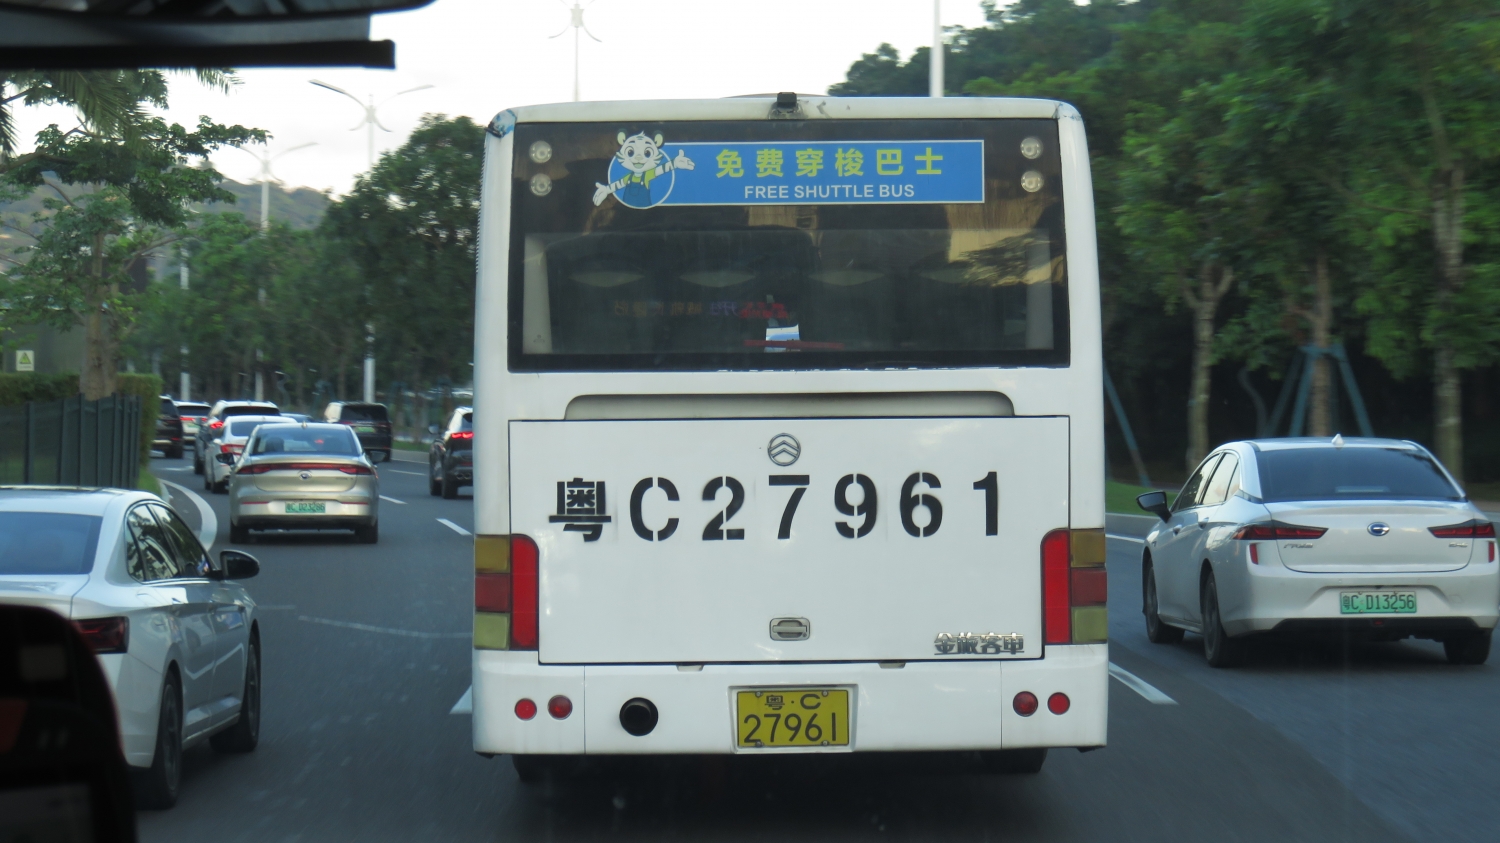 免费穿梭巴士
FREE SHUTTLE BUS
粤C27961
金旅客车
粤·C
27961
粤C D13256